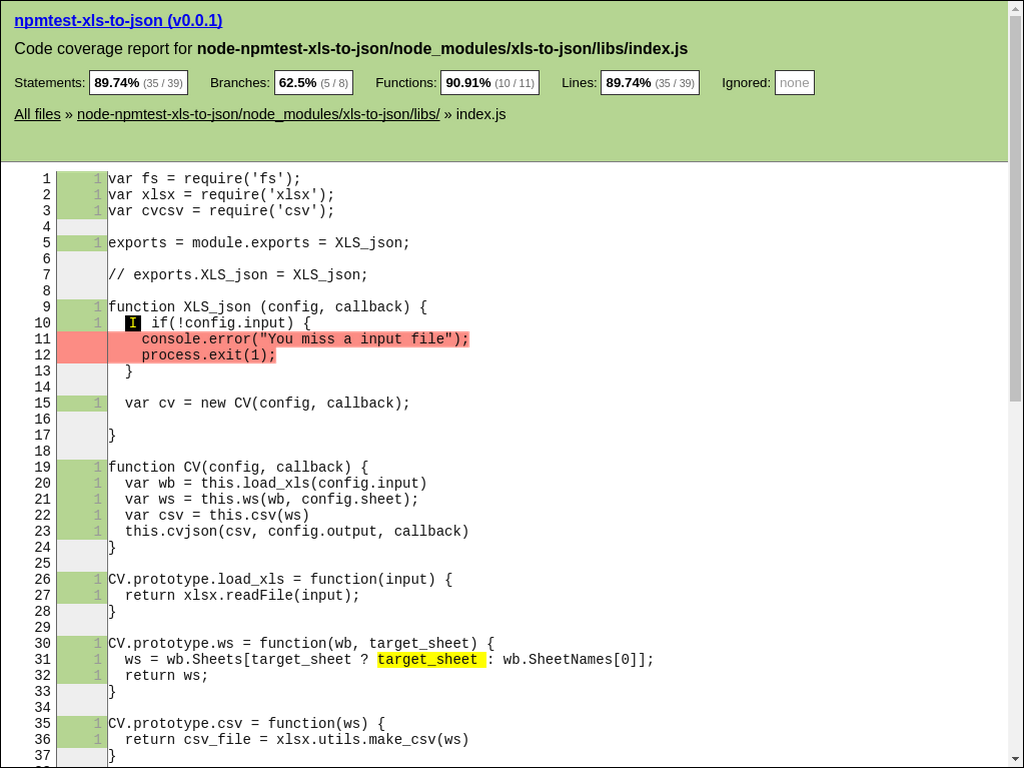 npmtest-xls-to-json (v0.0.1)
Code coverage report for node-npmtest-xls-to-json/node_modules/xls-to-json/libs/index.js
Statements: 89.74% (35 / 39) Branches: 62.5% (5 / 8) Functions: 90.91% (10 / 11) Lines: 89.74% (35 / 39) Ignored: none
All files » node-npmtest-xls-to-json/node_modules/xls-to-json/libs/ » index.js
1 1 var fs = require('fs');
2 1 var xlsx = require('xlsx');
3 1 var cvcsv = require('csv');
4
5 1 exports = module.exports = XLS_json;
6
7 // exports.XLS_json = XLS_json;
8
9 1 function XLS_json (config, callback) {
10 1 I if(!config.input) {
11 console.error("You miss a input file");
12 process.exit(1);
13 }
14
15 1 var cv = new CV(config, callback);
16
17 }
18
19 1 function CV(config, callback) {
20 1 var wb = this.load_xls(config.input)
21 1 var ws = this.ws(wb, config.sheet);
22 1 var csv = this.csv(ws)
23 1 this.cvjson(csv, config.output, callback)
24 }
25
26 1 CV.prototype.load_xls = function(input) {
27 1 return xlsx.readFile(input);
28 }
29
30 1 CV.prototype.ws = function(wb, target_sheet) {
31 1 ws = wb.Sheets[target_sheet ? target_sheet : wb.SheetNames[0]];
32 1 return ws;
33 }
34
35 1 CV.prototype.csv = function(ws) {
36 1 return csv_file = xlsx.utils.make_csv(ws)
37 }